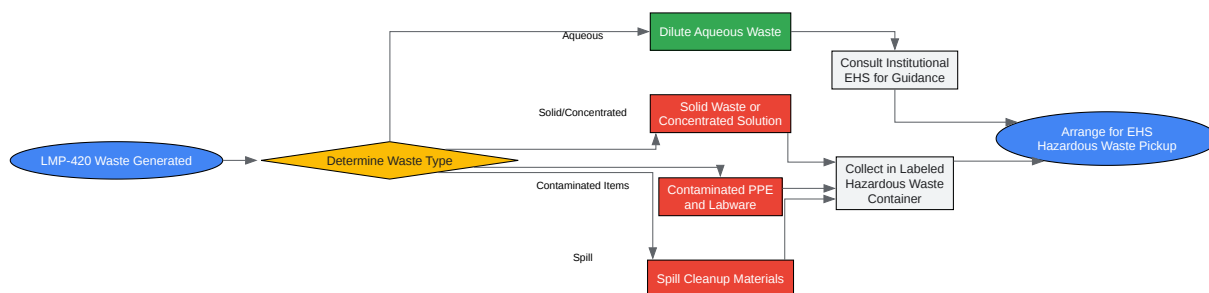 LMP-420 Waste Generated
Determine Waste Type
Aqueous
Dilute Aqueous Waste
Consult Institutional
EHS for Guidance
Solid/Concentrated
Solid Waste or
Concentrated Solution
Contaminated Items
Contaminated PPE
and Labware
Spill
Spill Cleanup Materials
Collect in Labeled
Hazardous Waste
Container
Arrange for EHS
Hazardous Waste Pickup